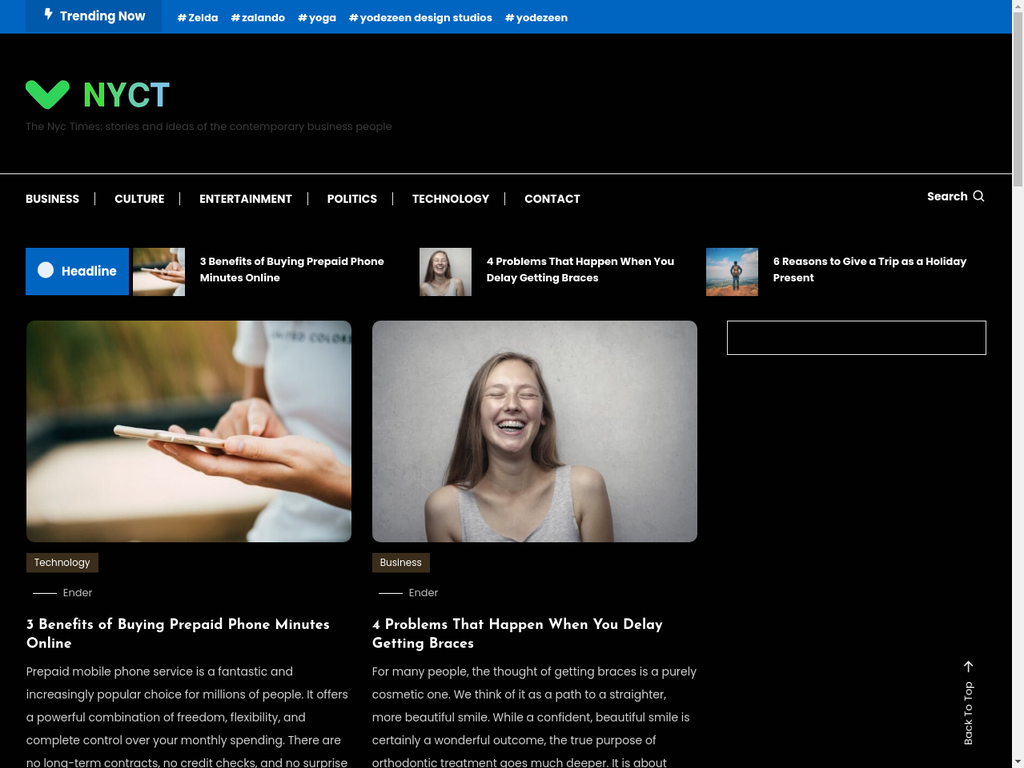 Trending Now
#Zelda #zalando #yoga #yodezeen design studios #yodezeen
NYCT
The Nyc Times: stories and ideas of the contemporary business people
BUSINESS CULTURE ENTERTAINMENT POLITICS TECHNOLOGY CONTACT
Search
Headline
3 Benefits of Buying Prepaid Phone
Minutes Online
4 Problems That Happen When You
Delay Getting Braces
6 Reasons to Give a Trip as a Holiday
Present
Technology
Ender
3 Benefits of Buying Prepaid Phone Minutes
Online
Prepaid mobile phone service is a fantastic and
increasingly popular choice for millions of people. It offers
a powerful combination of freedom, flexibility, and
complete control over your monthly spending. There are
no long-term contracts, no credit checks, and no surprise
Business
Ender
4 Problems That Happen When You Delay
Getting Braces
For many people, the thought of getting braces is a purely
cosmetic one. We think of it as a path to a straighter,
more beautiful smile. While a confident, beautiful smile is
certainly a wonderful outcome, the true purpose of
orthodontic treatment goes much deeper. It is about
Back To Top